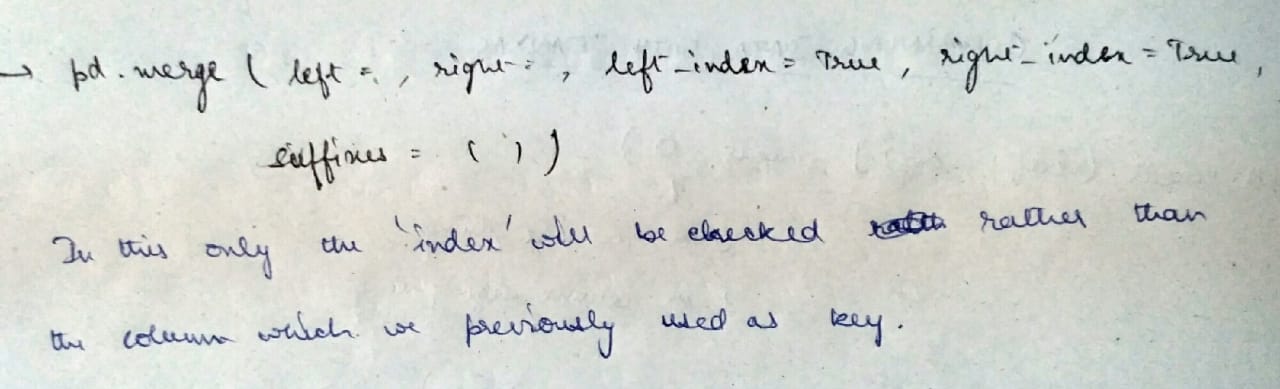 → pd.merge ( left = , right = , left_index = True, right_index = True,
suffixes = ( , )
In this only the 'index' will be checked rather than
the column which we previously used as key.